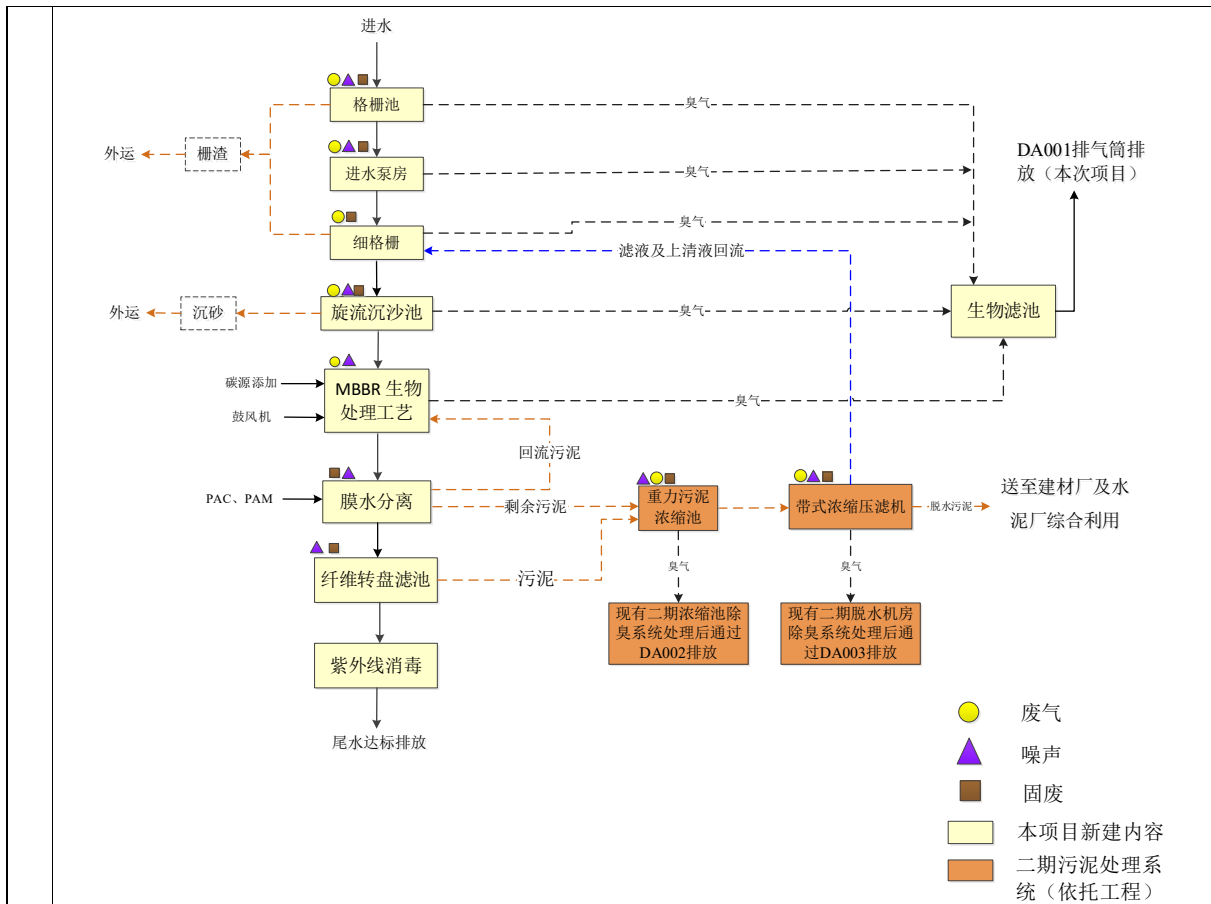 进水
格栅池
臭气
外运
栅渣
进水泵房
臭气
DA001排气筒排
放（本次项目）
细格栅
臭气
滤液及上清液回流
外运
沉砂
旋流沉沙池
臭气
生物滤池
碳源添加
鼓风机
MBBR 生物
处理工艺
臭气
回流污泥
PAC、PAM
膜水分离
剩余污泥
重力污泥
浓缩池
带式浓缩压滤机
脱水污泥
送至建材厂及水
泥厂综合利用
纤维转盘滤池
污泥
臭气
臭气
现有二期浓缩池除
臭系统处理后通过
DA002排放
现有二期脱水机房
除臭系统处理后通
过DA003排放
紫外线消毒
尾水达标排放
废气
噪声
固废
本项目新建内容
二期污泥处理系
统（依托工程）